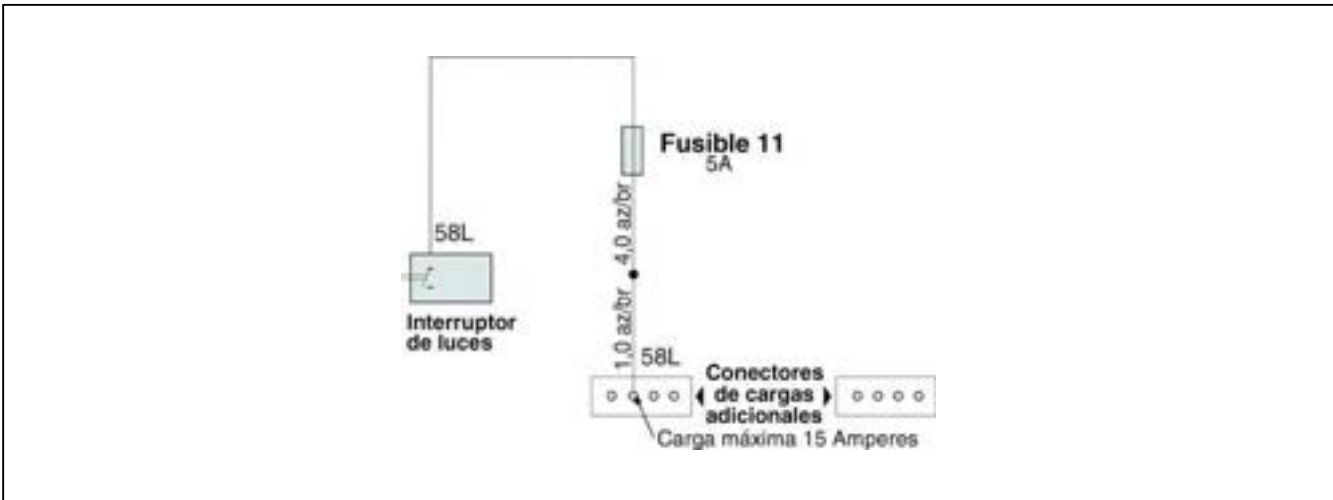 Fusible 11
5A
4,0 az/br
58L
Interruptor
de luces
1,0 az/br
58L
Conectores
de cargas
adicionales
Carga máxima 15 Amperes